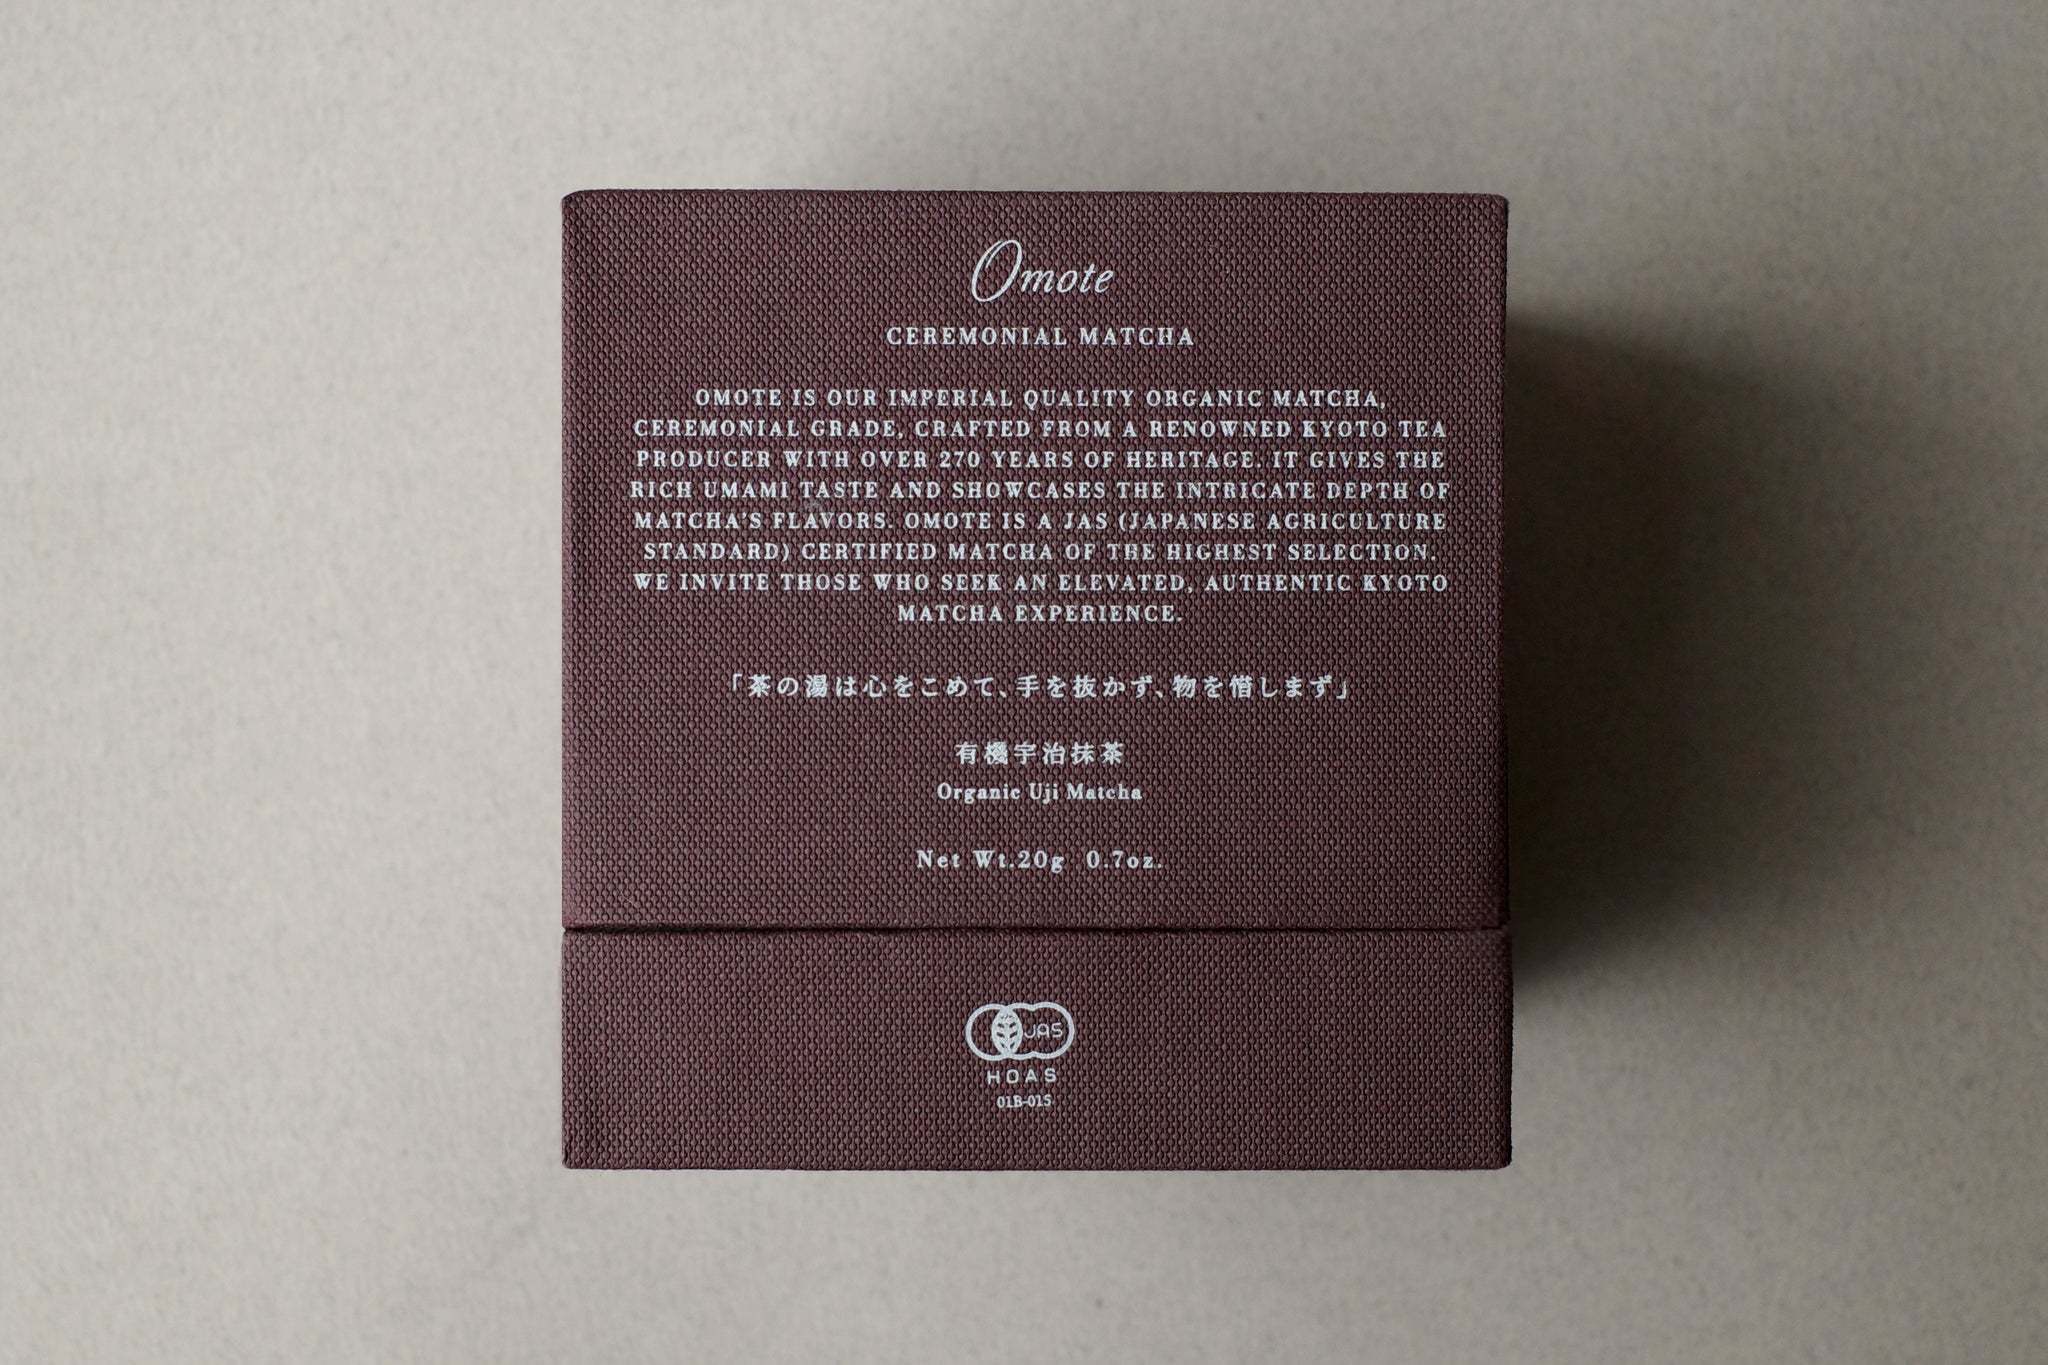 Omote
CEREMONIAL MATCHA
OMOTE IS OUR IMPERIAL QUALITY ORGANIC MATCHA,
CEREMONIAL GRADE, CRAFTED FROM A RENOWNED KYOTO TEA
PRODUCER WITH OVER 270 YEARS OF HERITAGE. IT GIVES THE
RICH UMAMI TASTE AND SHOWCASES THE INTRICATE DEPTH OF
MATCHA'S FLAVORS. OMOTE IS A JAS (JAPANESE AGRICULTURE
STANDARD) CERTIFIED MATCHA OF THE HIGHEST SELECTION.
WE INVITE THOSE WHO SEEK AN ELEVATED, AUTHENTIC KYOTO
MATCHA EXPERIENCE.
「茶の湯は心をこめて、手を抜かず、物を惜しまず」
有機宇治抹茶
Organic Uji Matcha
Net Wt.20g 0.7oz.
JAS
HOAS
01B-015